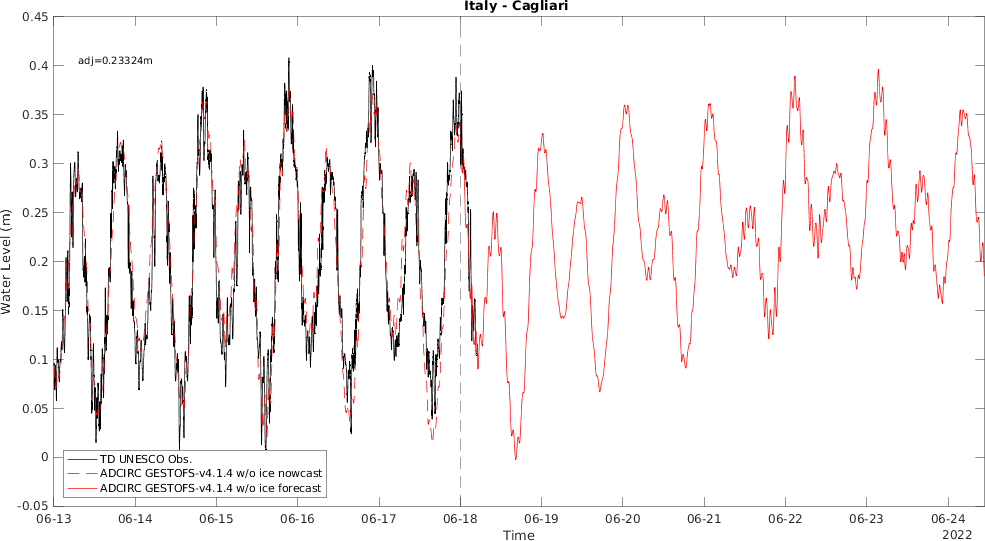 Italy - Cagliari
adj=0.23324m
0.45
0.4
0.35
0.3
0.25
0.2
0.15
0.1
0.05
0
-0.05
Water Level (m)
TD UNESCO Obs.
ADCIRC GESTOFS-v4.1.4 w/o ice nowcast
ADCIRC GESTOFS-v4.1.4 w/o ice forecast
06-13 06-14 06-15 06-16 06-17 06-18 06-19 06-20 06-21 06-22 06-23 06-24
Time
2022